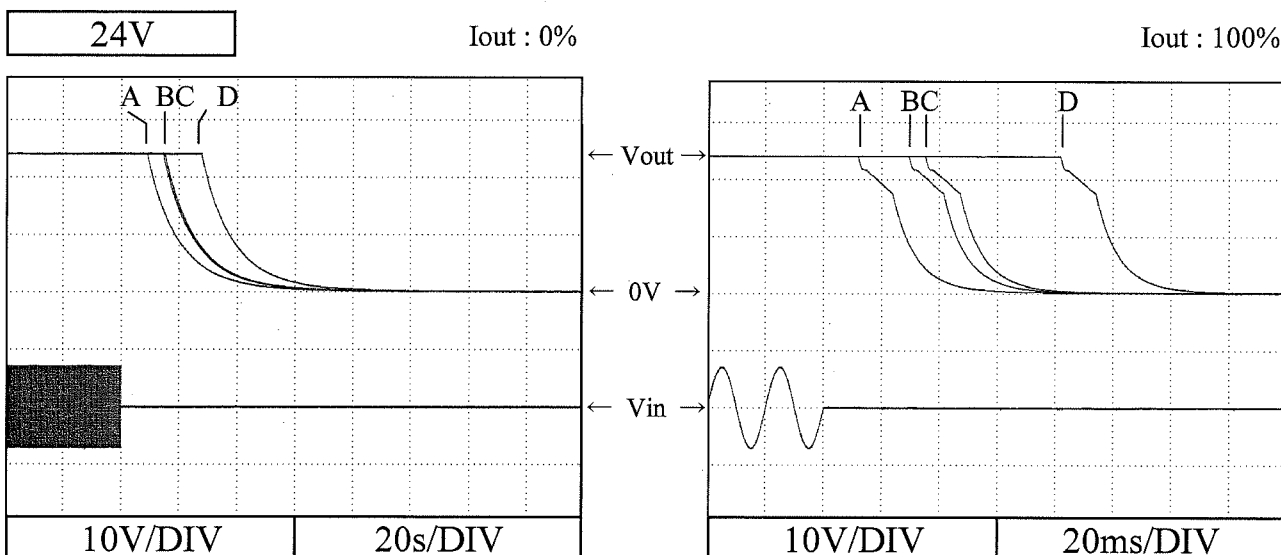 24V
Iout : 0%
Iout : 100%
A BC D
A BC D
← Vout →
← 0V →
← Vin →
10V/DIV 20s/DIV
10V/DIV 20ms/DIV